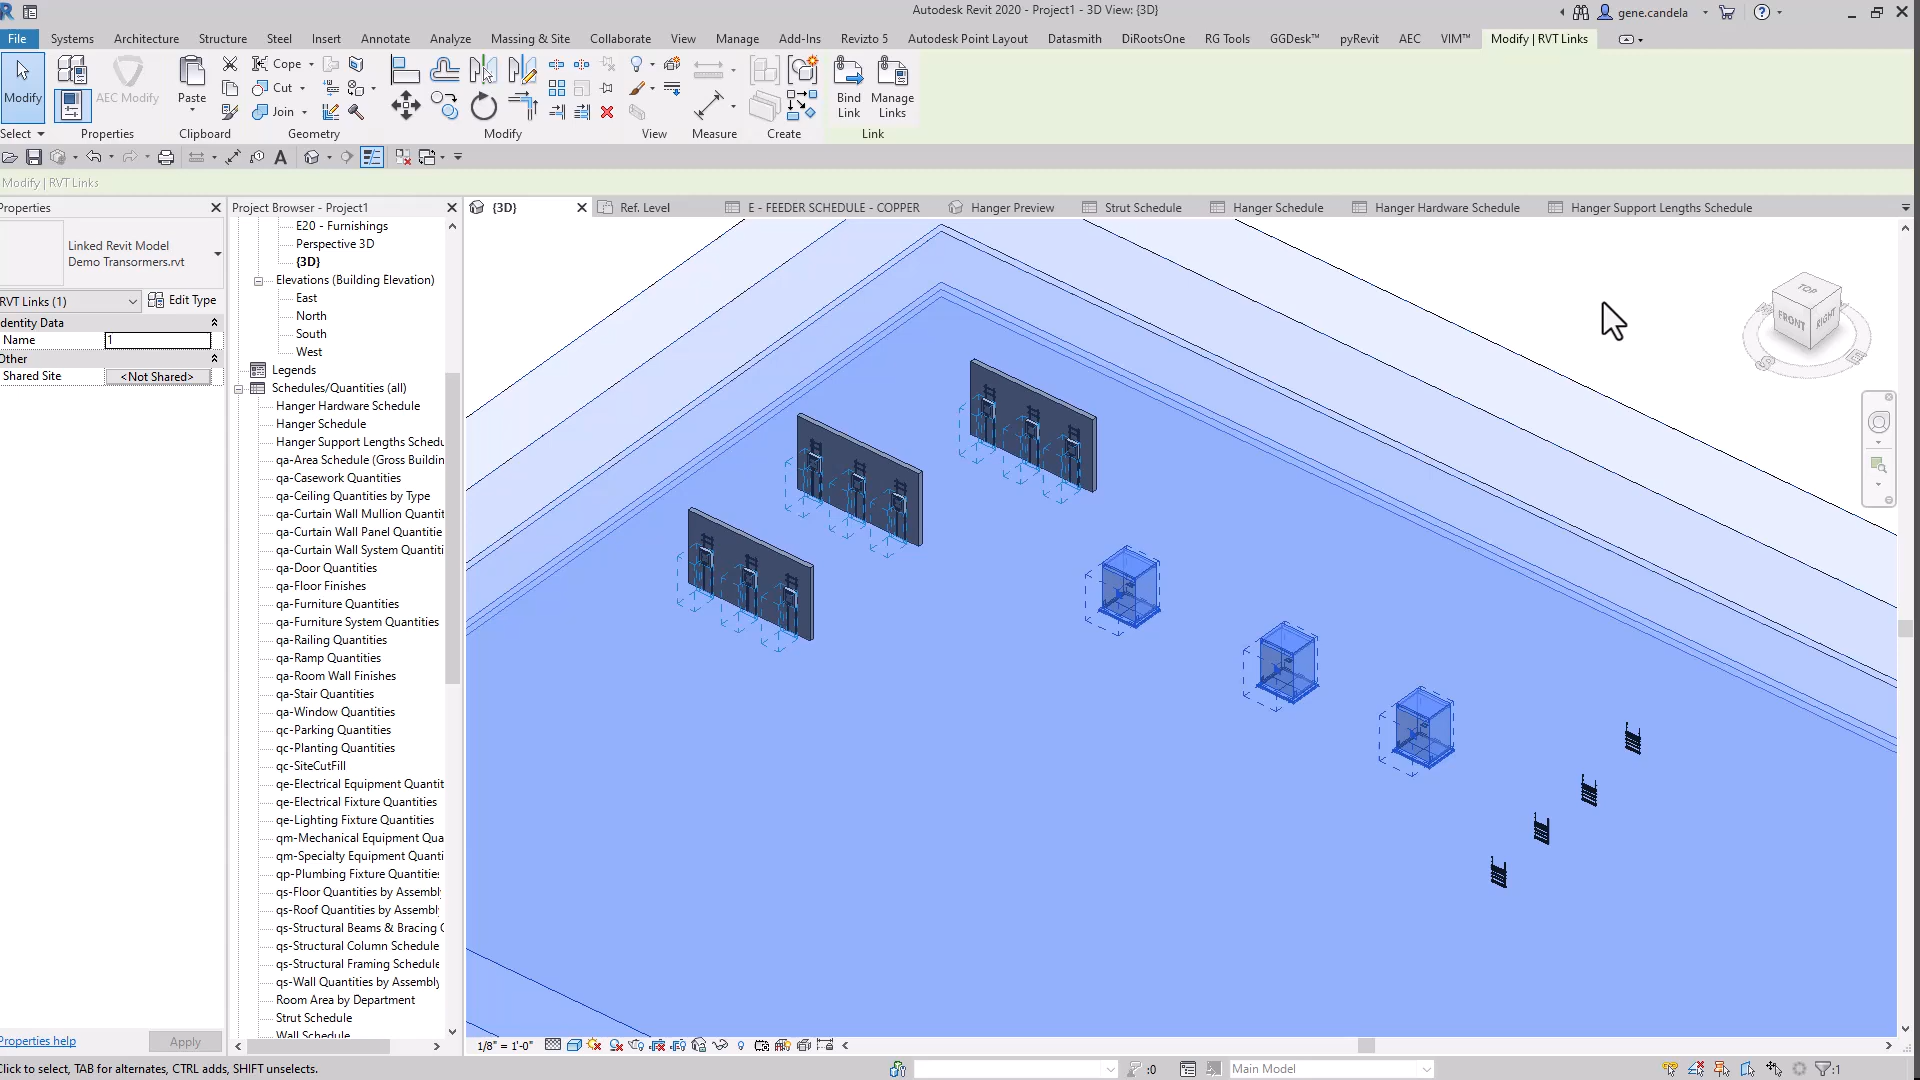 Autodesk Revit 2020 - Project1 - 3D View: {3D}
gene.candela
File Systems Architecture Structure Steel Insert Annotate Analyze Massing & Site Collaborate View Manage Add-Ins Revizto 5 Autodesk Point Layout Datasmith DiRootsOne RG Tools GGDesk™ pyRevit AEC VIM™ Modify | RVT Links
Modify
AEC Modify
Paste
Cope
Cut
Join
Bind Link
Manage Links
Select Properties Clipboard Geometry Modify View Measure Create Link
Modify | RVT Links
Properties
Linked Revit Model
Demo Transormers.rvt
RVT Links (1)
Edit Type
dentity Data
Name 1
Other
Shared Site <Not Shared>
Properties help
Apply
Project Browser - Project1
E20 - Furnishings
Perspective 3D
{3D}
Elevations (Building Elevation)
East
North
South
West
Legends
Schedules/Quantities (all)
Hanger Hardware Schedule
Hanger Schedule
Hanger Support Lengths Schedu
qa-Area Schedule (Gross Buildin
qa-Casework Quantities
qa-Ceiling Quantities by Type
qa-Curtain Wall Mullion Quantit
qa-Curtain Wall Panel Quantitie
qa-Curtain Wall System Quantiti
qa-Door Quantities
qa-Floor Finishes
qa-Furniture Quantities
qa-Furniture System Quantities
qa-Railing Quantities
qa-Ramp Quantities
qa-Room Wall Finishes
qa-Stair Quantities
qa-Window Quantities
qc-Parking Quantities
qc-Planting Quantities
qc-SiteCutFill
qe-Electrical Equipment Quantit
qe-Electrical Fixture Quantities
qe-Lighting Fixture Quantities
qm-Mechanical Equipment Qua
qm-Specialty Equipment Quanti
qp-Plumbing Fixture Quantities
qs-Floor Quantities by Assembl
qs-Roof Quantities by Assembl
qs-Structural Beams & Bracing Q
qs-Structural Column Schedule
qs-Structural Framing Schedule
qs-Wall Quantities by Assembly
Room Area by Department
Strut Schedule
Wall Schedule
{3D} Ref. Level E - FEEDER SCHEDULE - COPPER Hanger Preview Strut Schedule Hanger Schedule Hanger Hardware Schedule Hanger Support Lengths Schedule
TOP
FRONT
RIGHT
S
E
1/8" = 1'-0"
Click to select, TAB for alternates, CTRL adds, SHIFT unselects.
:0
Main Model
:1